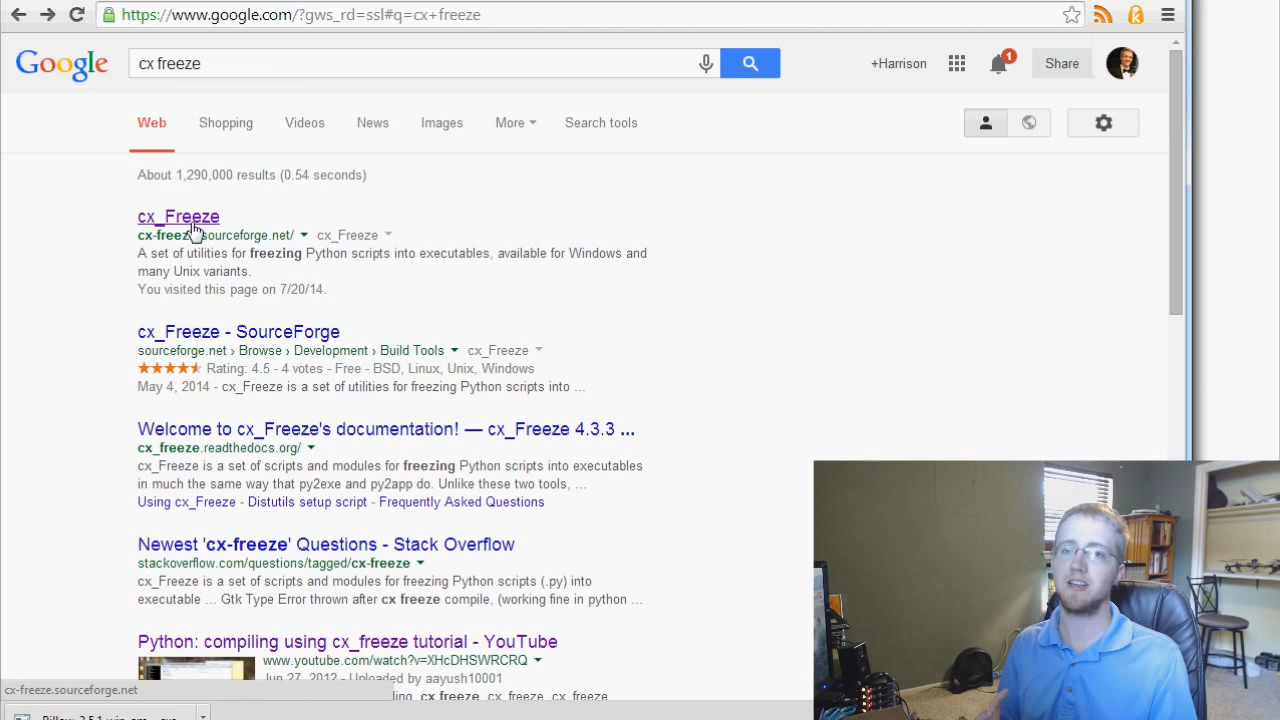 https://www.google.com/?gws_rd=ssl#q=cx+freeze
Google cx freeze +Harrison 1 Share
Web Shopping Videos News Images More Search tools
About 1,290,000 results (0.54 seconds)
cx_Freeze
cx-freeze.sourceforge.net/ cx_Freeze
A set of utilities for freezing Python scripts into executables, available for Windows and
many Unix variants.
You visited this page on 7/20/14.
cx_Freeze - SourceForge
sourceforge.net › Browse › Development › Build Tools cx_Freeze
Rating: 4.5 - 4 votes - Free - BSD, Linux, Unix, Windows
May 4, 2014 - cx_Freeze is a set of utilities for freezing Python scripts into ...
Welcome to cx_Freeze's documentation! — cx_Freeze 4.3.3 ...
cx_freeze.readthedocs.org/
cx_Freeze is a set of scripts and modules for freezing Python scripts into executables
in much the same way that py2exe and py2app do. Unlike these two tools, ...
Using cx_Freeze - Distutils setup script - Frequently Asked Questions
Newest 'cx-freeze' Questions - Stack Overflow
stackoverflow.com/questions/tagged/cx-freeze
cx_Freeze is a set of scripts and modules for freezing Python scripts (.py) into
executable ... Gtk Type Error thrown after cx freeze compile, (working fine in python ...
Python: compiling using cx_freeze tutorial - YouTube
www.youtube.com/watch?v=XHcDHSWRCRQ
Jun 27, 2012 - Uploaded by aayush10001
cx freeze, cx_freeze, cx_freeze
cx-freeze.sourceforge.net